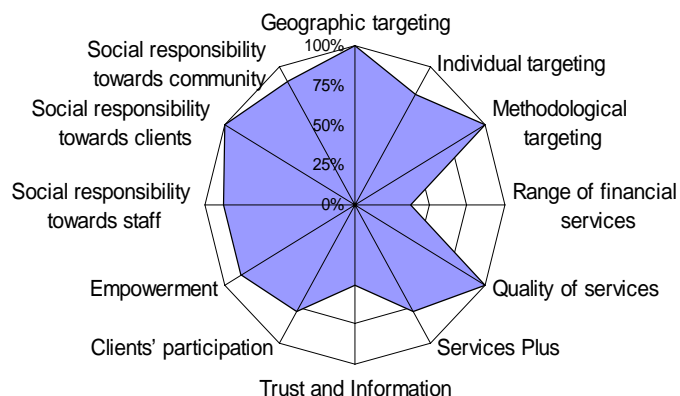 Geographic targeting
Social responsibility
towards community
100%
Individual targeting
75%
Social responsibility
towards clients
Methodological
targeting
50%
25%
Social responsibility
towards staff
0%
Range of financial
services
Empowerment
Quality of services
Clients' participation
Services Plus
Trust and Information